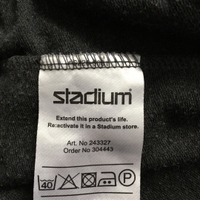 stadium
Extend this product's life.
Re:activate it in a Stadium store.
Art. No 243327
Order No 304443
40 P